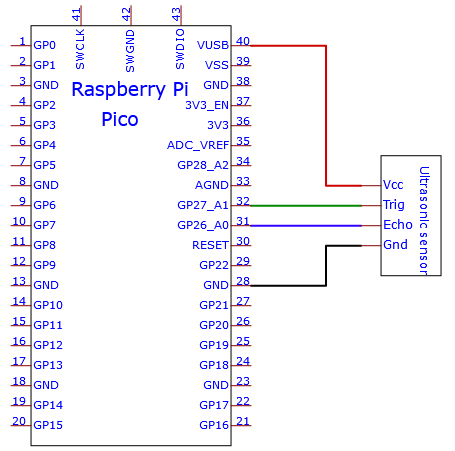 41 42 43
SWCLK SWGND SWDIO
Raspberry Pi
Pico
1 GP0 VUSB 40
2 GP1 VSS 39
3 GND GND 38
4 GP2 3V3_EN 37
5 GP3 3V3 36
6 GP4 ADC_VREF 35
7 GP5 GP28_A2 34
8 GND AGND 33
9 GP6 GP27_A1 32
10 GP7 GP26_A0 31
11 GP8 RESET 30
12 GP9 GP22 29
13 GND GND 28
14 GP10 GP21 27
15 GP11 GP20 26
16 GP12 GP19 25
17 GP13 GP18 24
18 GND GND 23
19 GP14 GP17 22
20 GP15 GP16 21
Vcc
Trig
Echo
Gnd
Ultrasonic sensor